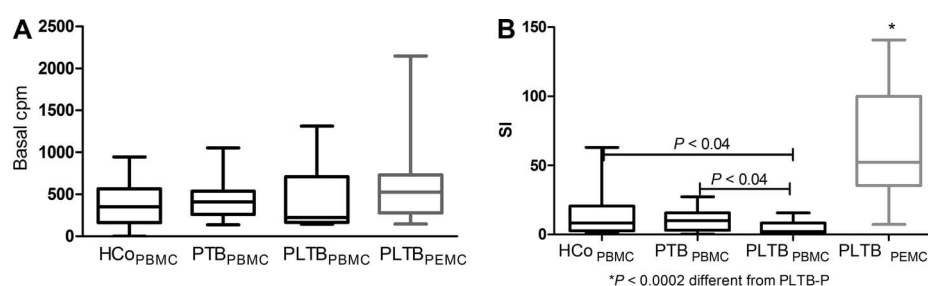 A
Basal cpm
2500
2000
1500
1000
500
0
HCoPBMC PTBPBMC PLTBPBMC PLTBPEMC
B
SI
150
100
50
0
*
P < 0.04
P < 0.04
HCo PBMC PTB PBMC PLTB PBMC PLTB PEMC
*P < 0.0002 different from PLTB-P